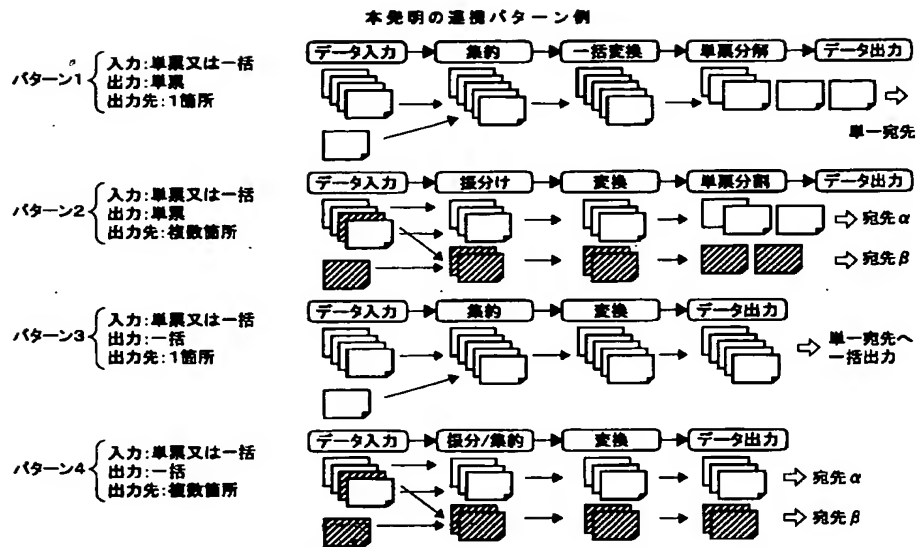 本発明の連携パターン例
パターン1
入力:単票又は一括
出力:単票
出力先:1箇所
データ入力
集約
一括変換
単票分解
データ出力
単一宛先
パターン2
入力:単票又は一括
出力:単票
出力先:複数箇所
データ入力
振分け
変換
単票分割
データ出力
宛先α
宛先β
パターン3
入力:単票又は一括
出力:一括
出力先:1箇所
データ入力
集約
変換
データ出力
単一宛先へ
一括出力
パターン4
入力:単票又は一括
出力:一括
出力先:複数箇所
データ入力
振分/集約
変換
データ出力
宛先α
宛先β